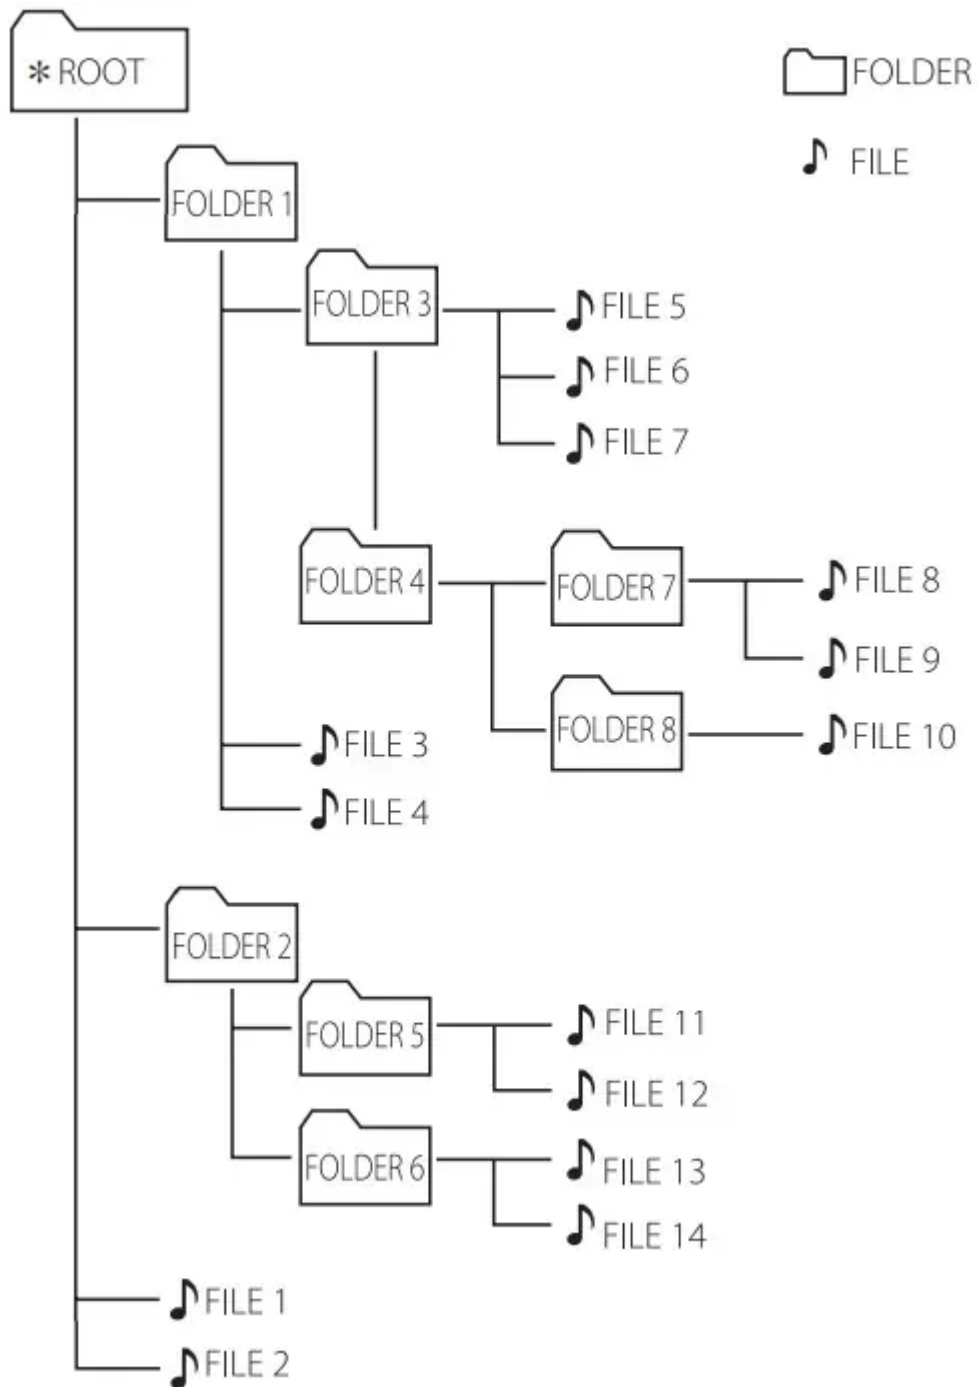 * ROOT
FOLDER
FILE
FOLDER 1
FOLDER 3
FILE 5
FILE 6
FILE 7
FOLDER 4
FOLDER 7
FILE 8
FILE 9
FOLDER 8
FILE 10
FILE 3
FILE 4
FOLDER 2
FOLDER 5
FILE 11
FILE 12
FOLDER 6
FILE 13
FILE 14
FILE 1
FILE 2